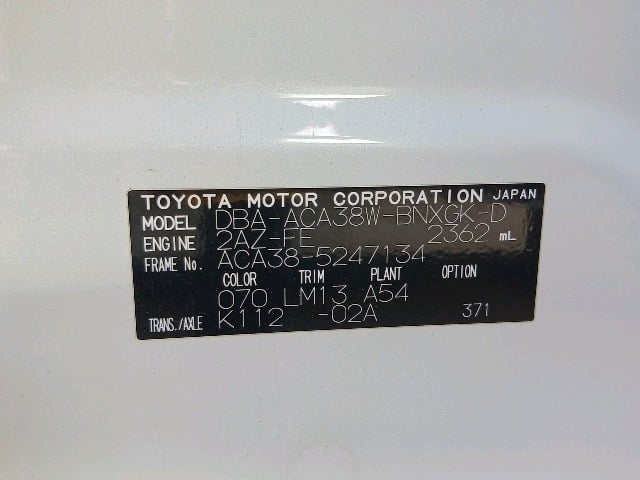 TOYOTA MOTOR CORPORATION JAPAN
MODEL DBA-ACA38W-BNXGK-D
ENGINE 2AZ-FE 2362 mL
FRAME No. ACA38-5247134
COLOR TRIM PLANT OPTION
070 LM13 A54
TRANS./AXLE K112 -02A 371